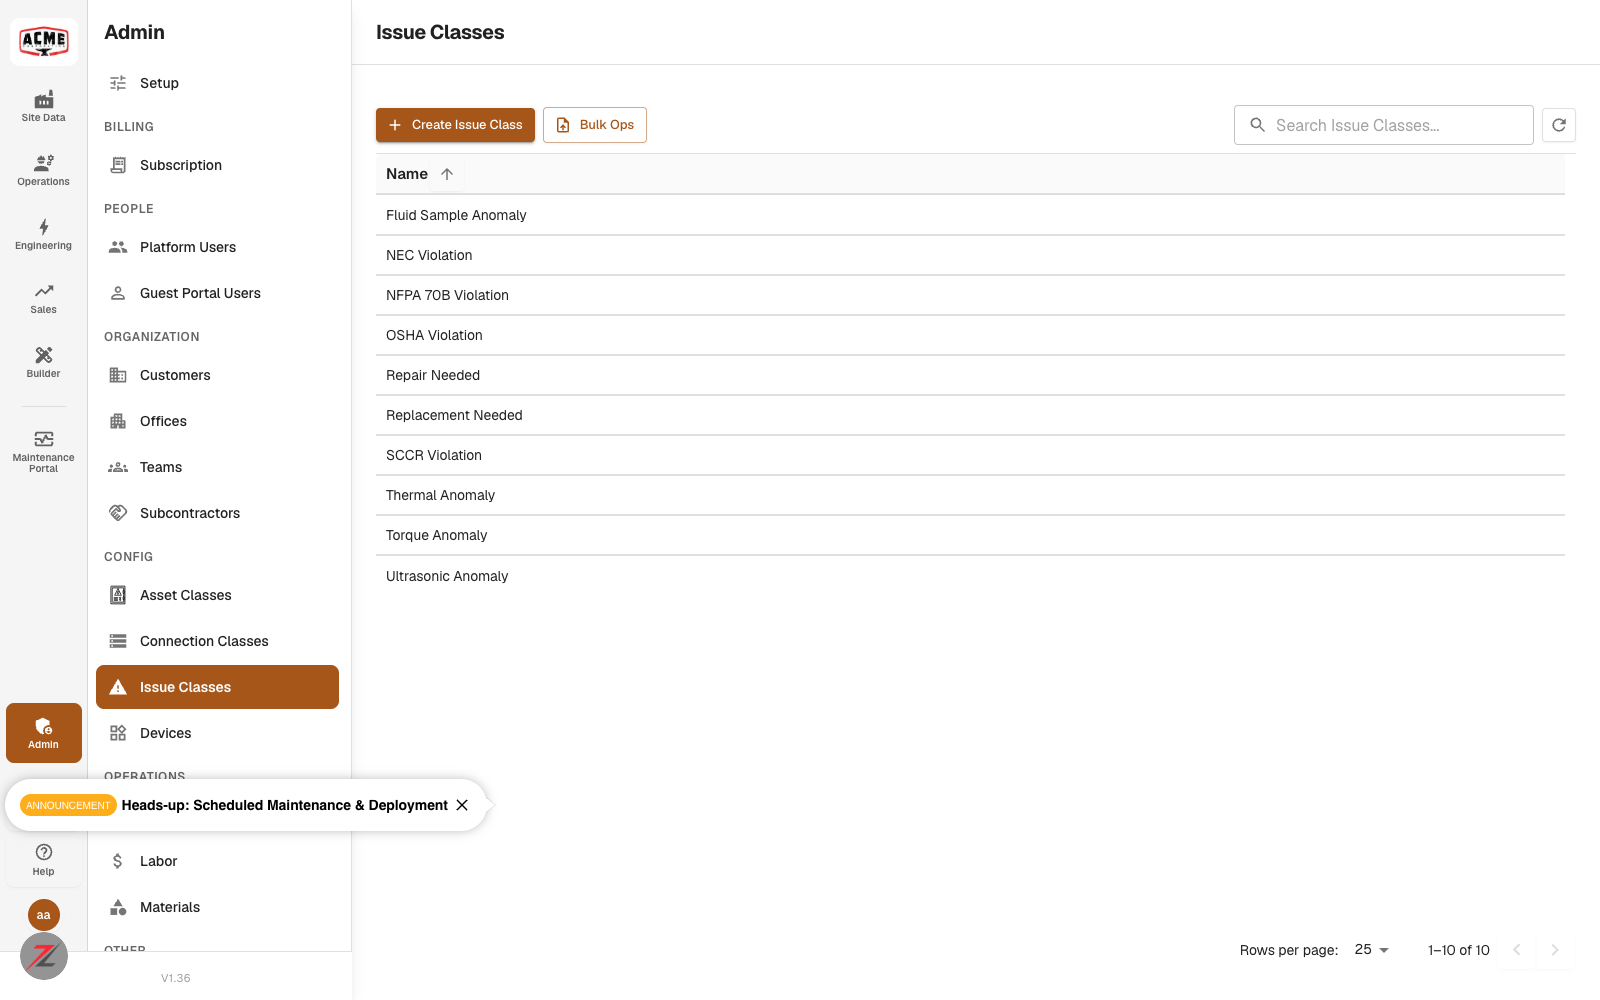 ACME
Site Data
Operations
Engineering
Sales
Builder
Maintenance
Portal
Admin
Help
aa
Admin
Setup
BILLING
Subscription
PEOPLE
Platform Users
Guest Portal Users
ORGANIZATION
Customers
Offices
Teams
Subcontractors
CONFIG
Asset Classes
Connection Classes
Issue Classes
Devices
OPERATIONS
ANNOUNCEMENT Heads-up: Scheduled Maintenance & Deployment
Labor
Materials
OTHER
V1.36
Issue Classes
Create Issue Class
Bulk Ops
Search Issue Classes...
Name
Fluid Sample Anomaly
NEC Violation
NFPA 70B Violation
OSHA Violation
Repair Needed
Replacement Needed
SCCR Violation
Thermal Anomaly
Torque Anomaly
Ultrasonic Anomaly
Rows per page: 25 1–10 of 10